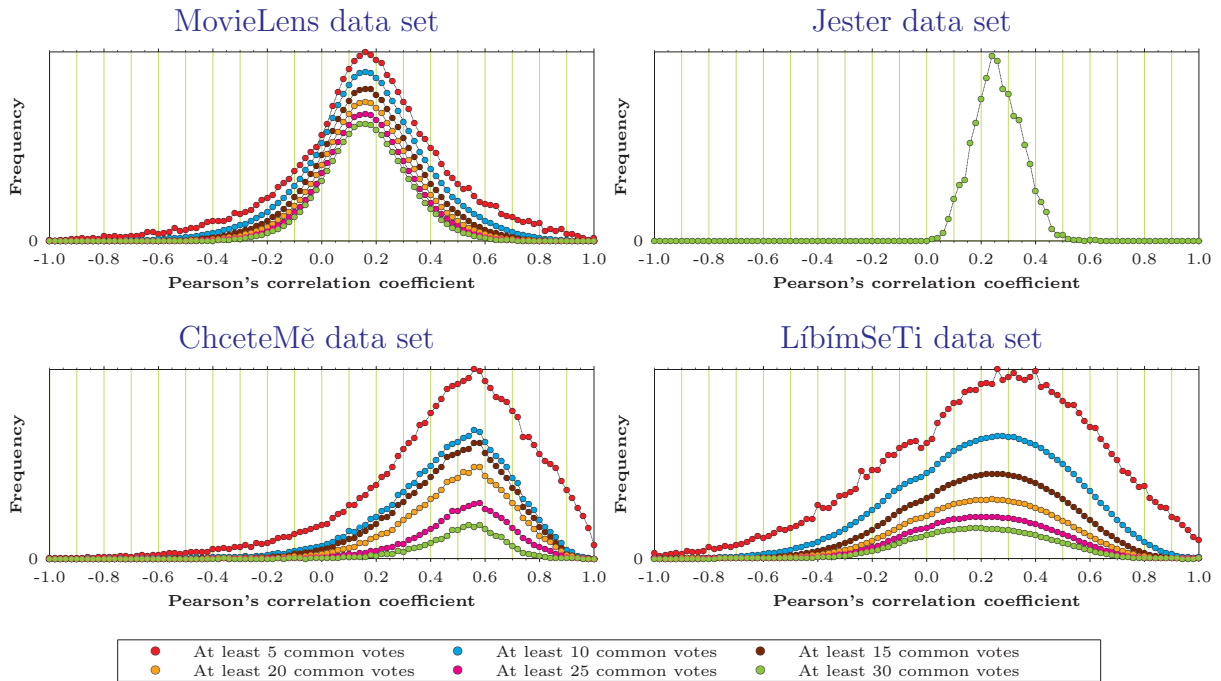 MovieLens data set
Frequency
0
-1.0 -0.8 -0.6 -0.4 -0.2 0.0 0.2 0.4 0.6 0.8 1.0
Pearson's correlation coefficient
Jester data set
Frequency
0
-1.0 -0.8 -0.6 -0.4 -0.2 0.0 0.2 0.4 0.6 0.8 1.0
Pearson's correlation coefficient
ChceteMě data set
Frequency
0
-1.0 -0.8 -0.6 -0.4 -0.2 0.0 0.2 0.4 0.6 0.8 1.0
Pearson's correlation coefficient
LíbímSeTi data set
Frequency
0
-1.0 -0.8 -0.6 -0.4 -0.2 0.0 0.2 0.4 0.6 0.8 1.0
Pearson's correlation coefficient
At least 5 common votes At least 10 common votes At least 15 common votes
At least 20 common votes At least 25 common votes At least 30 common votes